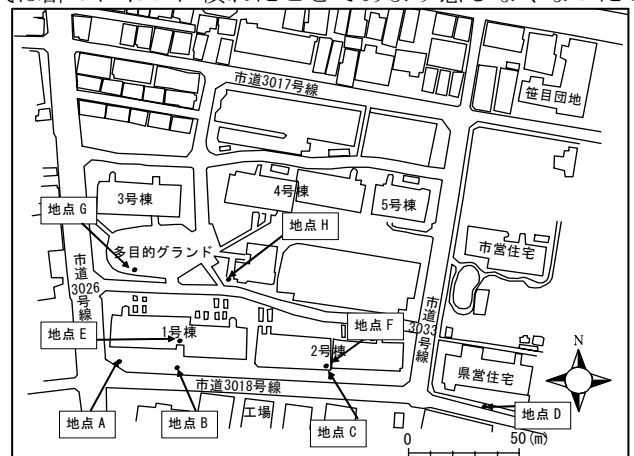 市道3017号線
笹目団地
3号棟
4号棟
5号棟
地点G
地点H
多目的グランド
市営住宅
市道3026号線
市道3033号線
地点E
1号棟
地点F
2号棟
県営住宅
N
市道3018号線
地点A
地点B
工場
地点C
地点D
0 50(m)